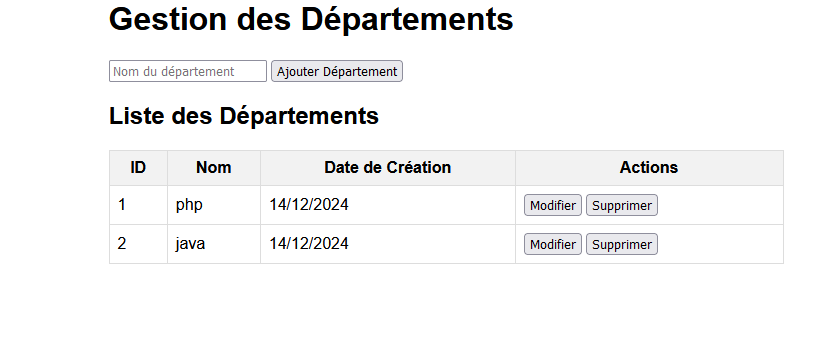 Gestion des Départements
Nom du département Ajouter Département
Liste des Départements
ID Nom Date de Création Actions
1 php 14/12/2024 Modifier Supprimer
2 java 14/12/2024 Modifier Supprimer